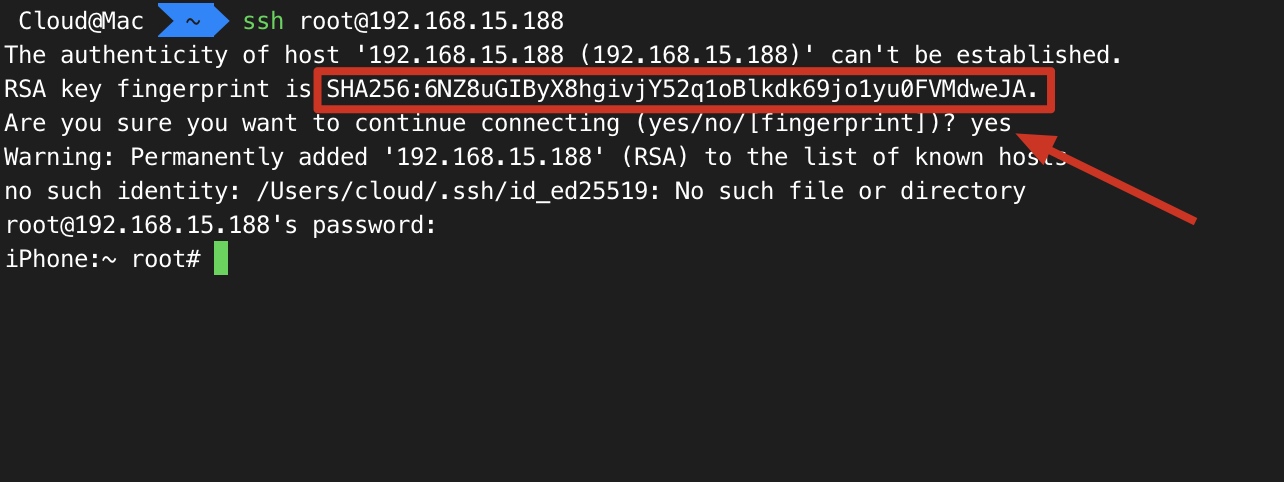 Cloud@Mac ~ ssh root@192.168.15.188
The authenticity of host '192.168.15.188 (192.168.15.188)' can't be established.
RSA key fingerprint is SHA256:6NZ8uGIByX8hgivjY52q1oBlkdk69jo1yu0FVMdweJA.
Are you sure you want to continue connecting (yes/no/[fingerprint])? yes
Warning: Permanently added '192.168.15.188' (RSA) to the list of known hosts
no such identity: /Users/cloud/.ssh/id_ed25519: No such file or directory
root@192.168.15.188's password:
iPhone:~ root#